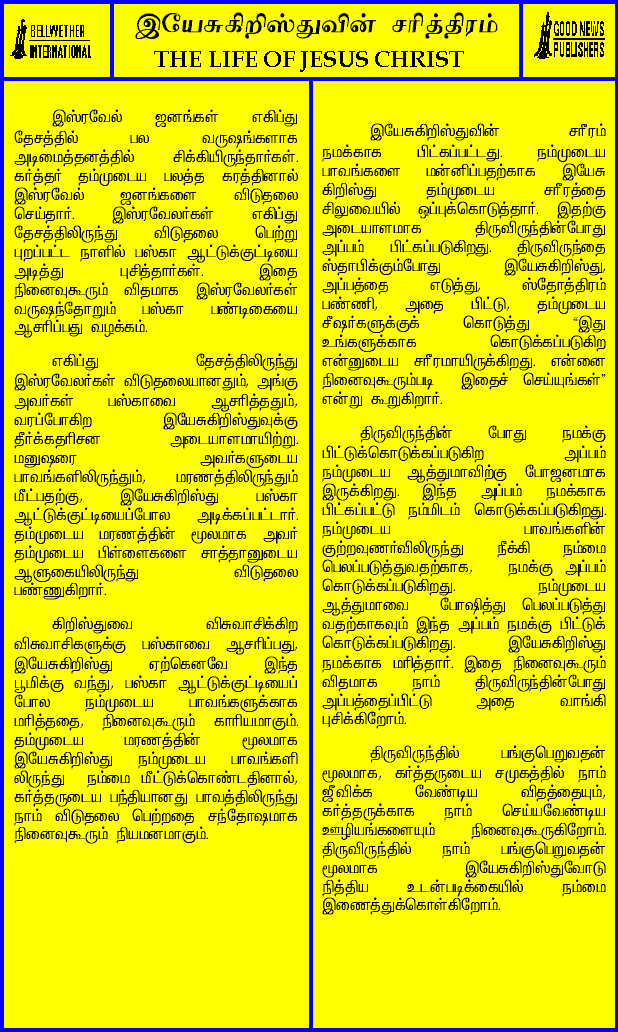 BELLWETHER
INTERNATIONAL
இயேசுகிறிஸ்துவின் சரித்திரம்
THE LIFE OF JESUS CHRIST
GOOD NEWS
PUBLISHERS
இஸ்ரவேல் ஜனங்கள் எகிப்து
தேசத்தில் பல வருஷங்களாக
அடிமைத்தனத்தில் சிக்கியிருந்தார்கள்.
கர்த்தர் தம்முடைய பலத்த கரத்தினால்
இஸ்ரவேல் ஜனங்களை விடுதலை
செய்தார். இஸ்ரவேலர்கள் எகிப்து
தேசத்திலிருந்து விடுதலை பெற்று
புறப்பட்ட நாளில் பஸ்கா ஆட்டுக்குட்டியை
அடித்து புசித்தார்கள். இதை
நினைவுகூரும் விதமாக இஸ்ரவேலர்கள்
வருஷந்தோறும் பஸ்கா பண்டிகையை
ஆசரிப்பது வழக்கம்.
எகிப்து தேசத்திலிருந்து
இஸ்ரவேலர்கள் விடுதலையானதும், அங்கு
அவர்கள் பஸ்காவை ஆசரித்ததும்,
வரப்போகிற இயேசுகிறிஸ்துவுக்கு
தீர்க்கதரிசன அடையாளமாயிற்று.
மனுஷரை அவர்களுடைய
பாவங்களிலிருந்தும், மரணத்திலிருந்தும்
மீட்பதற்கு, இயேசுகிறிஸ்து பஸ்கா
ஆட்டுக்குட்டியைப்போல அடிக்கப்பட்டார்.
தம்முடைய மரணத்தின் மூலமாக அவர்
தம்முடைய பிள்ளைகளை சாத்தானுடைய
ஆளுகையிலிருந்து விடுதலை
பண்ணுகிறார்.
கிறிஸ்துவை விசுவாசிக்கிற
விசுவாசிகளுக்கு பஸ்காவை ஆசரிப்பது,
இயேசுகிறிஸ்து ஏற்கெனவே இந்த
பூமிக்கு வந்து, பஸ்கா ஆட்டுக்குட்டியைப்
போல நம்முடைய பாவங்களுக்காக
மரித்ததை, நினைவுகூரும் காரியமாகும்.
தம்முடைய மரணத்தின் மூலமாக
இயேசுகிறிஸ்து நம்முடைய பாவங்களி
லிருந்து நம்மை மீட்டுக்கொண்டதினால்,
கர்த்தருடைய பந்தியானது பாவத்திலிருந்து
நாம் விடுதலை பெற்றதை சந்தோஷமாக
நினைவுகூரும் நியமனமாகும்.
இயேசுகிறிஸ்துவின் சரீரம்
நமக்காக பிட்கப்பட்டது. நம்முடைய
பாவங்களை மன்னிப்பதற்காக இயேசு
கிறிஸ்து தம்முடைய சரீரத்தை
சிலுவையில் ஒப்புக்கொடுத்தார். இதற்கு
அடையாளமாக திருவிருந்தின்போது
அப்பம் பிட்கப்படுகிறது. திருவிருந்தை
ஸ்தாபிக்கும்போது இயேசுகிறிஸ்து,
அப்பத்தை எடுத்து, ஸ்தோத்திரம்
பண்ணி, அதை பிட்டு, தம்முடைய
சீஷர்களுக்குக் கொடுத்து “இது
உங்களுக்காக கொடுக்கப்படுகிற
என்னுடைய சரீரமாயிருக்கிறது. என்னை
நினைவுகூரும்படி இதைச் செய்யுங்கள்”
என்று கூறுகிறார்.
திருவிருந்தின் போது நமக்கு
பிட்டுக்கொடுக்கப்படுகிற அப்பம்
நம்முடைய ஆத்துமாவிற்கு போஜனமாக
இருக்கிறது. இந்த அப்பம் நமக்காக
பிட்கப்பட்டு நம்மிடம் கொடுக்கப்படுகிறது.
நம்முடைய பாவங்களின்
குற்றவுணர்விலிருந்து நீக்கி நம்மை
பெலப்படுத்துவதற்காக, நமக்கு அப்பம்
கொடுக்கப்படுகிறது. நம்முடைய
ஆத்துமாவை போஷித்து பெலப்படுத்து
வதற்காகவும் இந்த அப்பம் நமக்கு பிட்டுக்
கொடுக்கப்படுகிறது. இயேசுகிறிஸ்து
நமக்காக மரித்தார். இதை நினைவுகூரும்
விதமாக நாம் திருவிருந்தின்போது
அப்பத்தைப்பிட்டு அதை வாங்கி
புசிக்கிறோம்.
திருவிருந்தில் பங்குபெறுவதன்
மூலமாக, கர்த்தருடைய சமுகத்தில் நாம்
ஜீவிக்க வேண்டிய விதத்தையும்,
கர்த்தருக்காக நாம் செய்யவேண்டிய
ஊழியங்களையும் நினைவுகூருகிறோம்.
திருவிருந்தில் நாம் பங்குபெறுவதன்
மூலமாக இயேசுகிறிஸ்துவோடு
நித்திய உடன்படிக்கையில் நம்மை
இணைத்துக்கொள்கிறோம்.